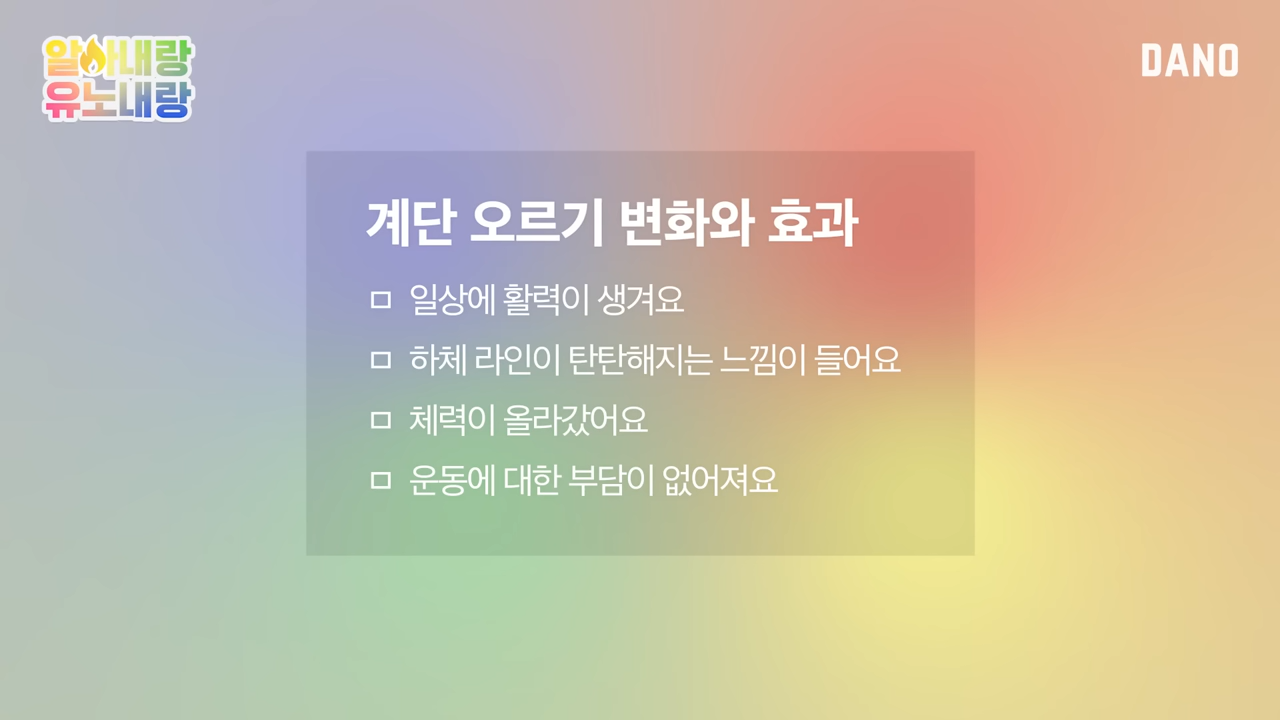 알아내랑
유노내랑
DANO
계단 오르기 변화와 효과
일상에 활력이 생겨요
하체 라인이 탄탄해지는 느낌이 들어요
체력이 올라갔어요
운동에 대한 부담이 없어져요